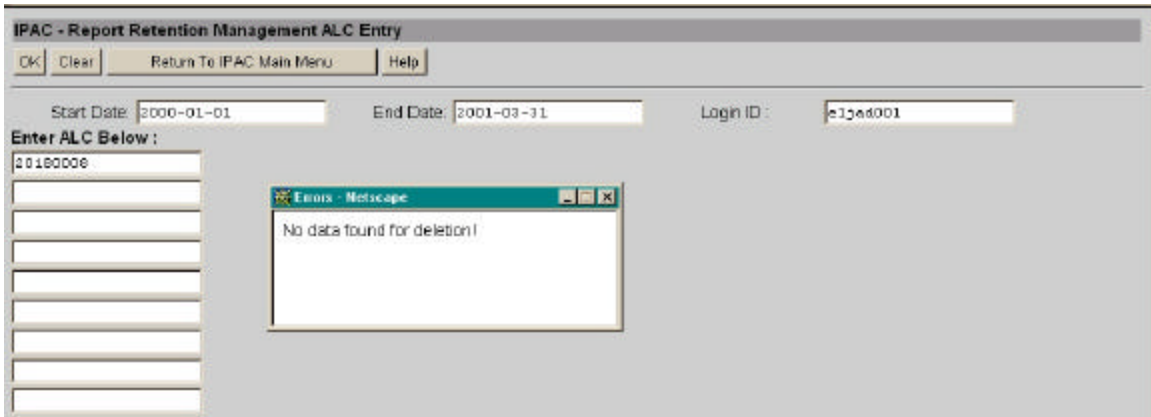 IPAC - Report Retention Management ALC Entry
OK Clear Return To IPAC Main Menu Help
Start Date: 2000-01-01 End Date: 2001-03-31 Login ID : e1jad001
Enter ALC Below :
20180008
Errors - Netscape
No data found for deletion!